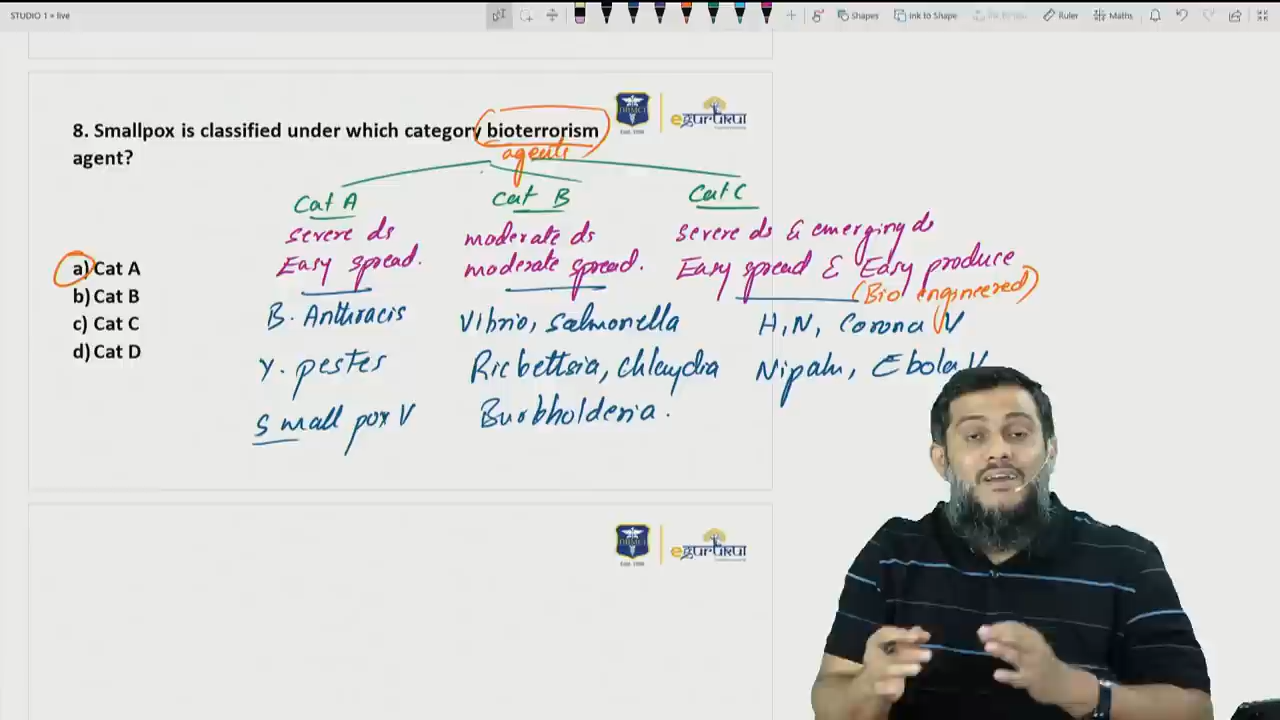 STUDIO 1 + live
Shapes
Ink to Shape
Ruler
Maths
DBMCI
eGURUKUL
8. Smallpox is classified under which category bioterrorism
agent?
agents
Cat A
Cat B
Cat C
severe ds
moderate ds
severe ds & emerging ds
Easy spread.
moderate spread.
Easy spread & Easy produce
(Bio engineered)
a) Cat A
b) Cat B
c) Cat C
d) Cat D
B. Anthracis
Vibrio, Salmonella
H,N, Corona V
Y. pestes
Rickettsia, chlaydia
Nipah, Ebola V
Small pox V
Burkholderia.
DBMCI
eGURUKUL